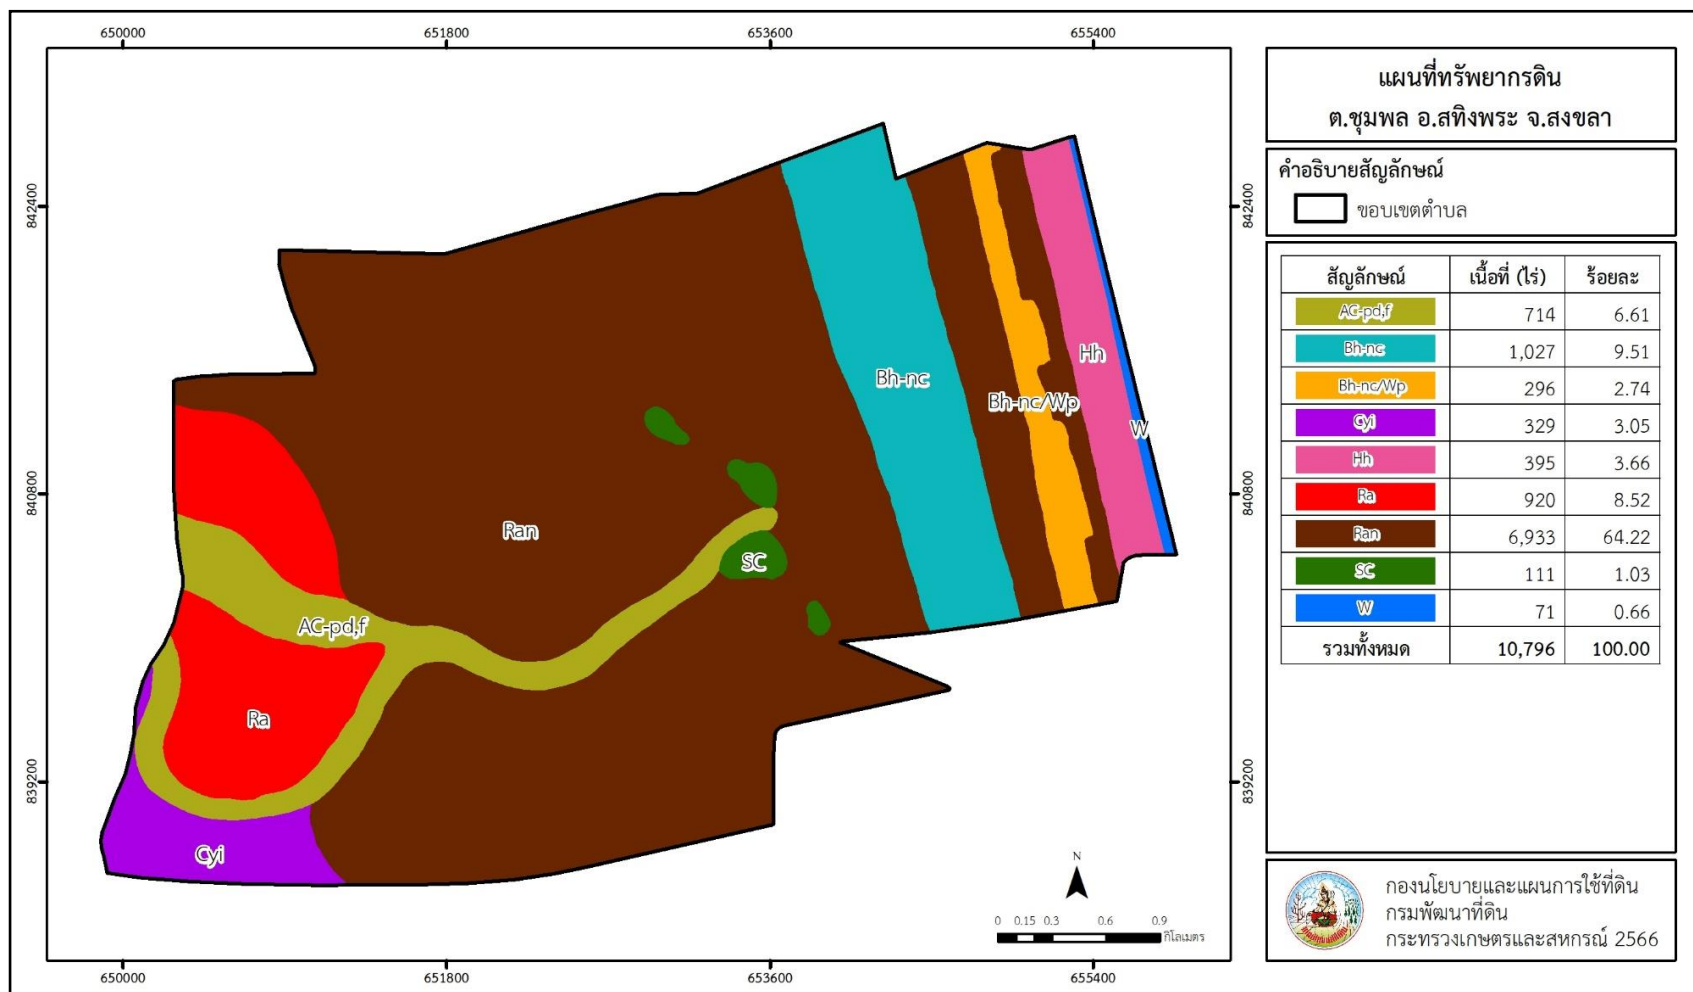 650000 651800 653600 655400
842400 842400
840800 840800
839200 839200
650000 651800 653600 655400
Bh-nc
Hh
Bh-nc/Wp
W
Ran
SC
AC-pd,f
Ra
Cyi
N
0 0.15 0.3 0.6 0.9
กิโลเมตร
แผนที่ทรัพยากรดิน
ต.ชุมพล อ.สทิงพระ จ.สงขลา
คำอธิบายสัญลักษณ์
ขอบเขตตำบล
สัญลักษณ์ เนื้อที่ (ไร่) ร้อยละ
AC-pd,f 714 6.61
Bh-nc 1,027 9.51
Bh-nc/Wp 296 2.74
Cyi 329 3.05
Hh 395 3.66
Ra 920 8.52
Ran 6,933 64.22
SC 111 1.03
W 71 0.66
รวมทั้งหมด 10,796 100.00
กองนโยบายและแผนการใช้ที่ดิน
กรมพัฒนาที่ดิน
กระทรวงเกษตรและสหกรณ์ 2566